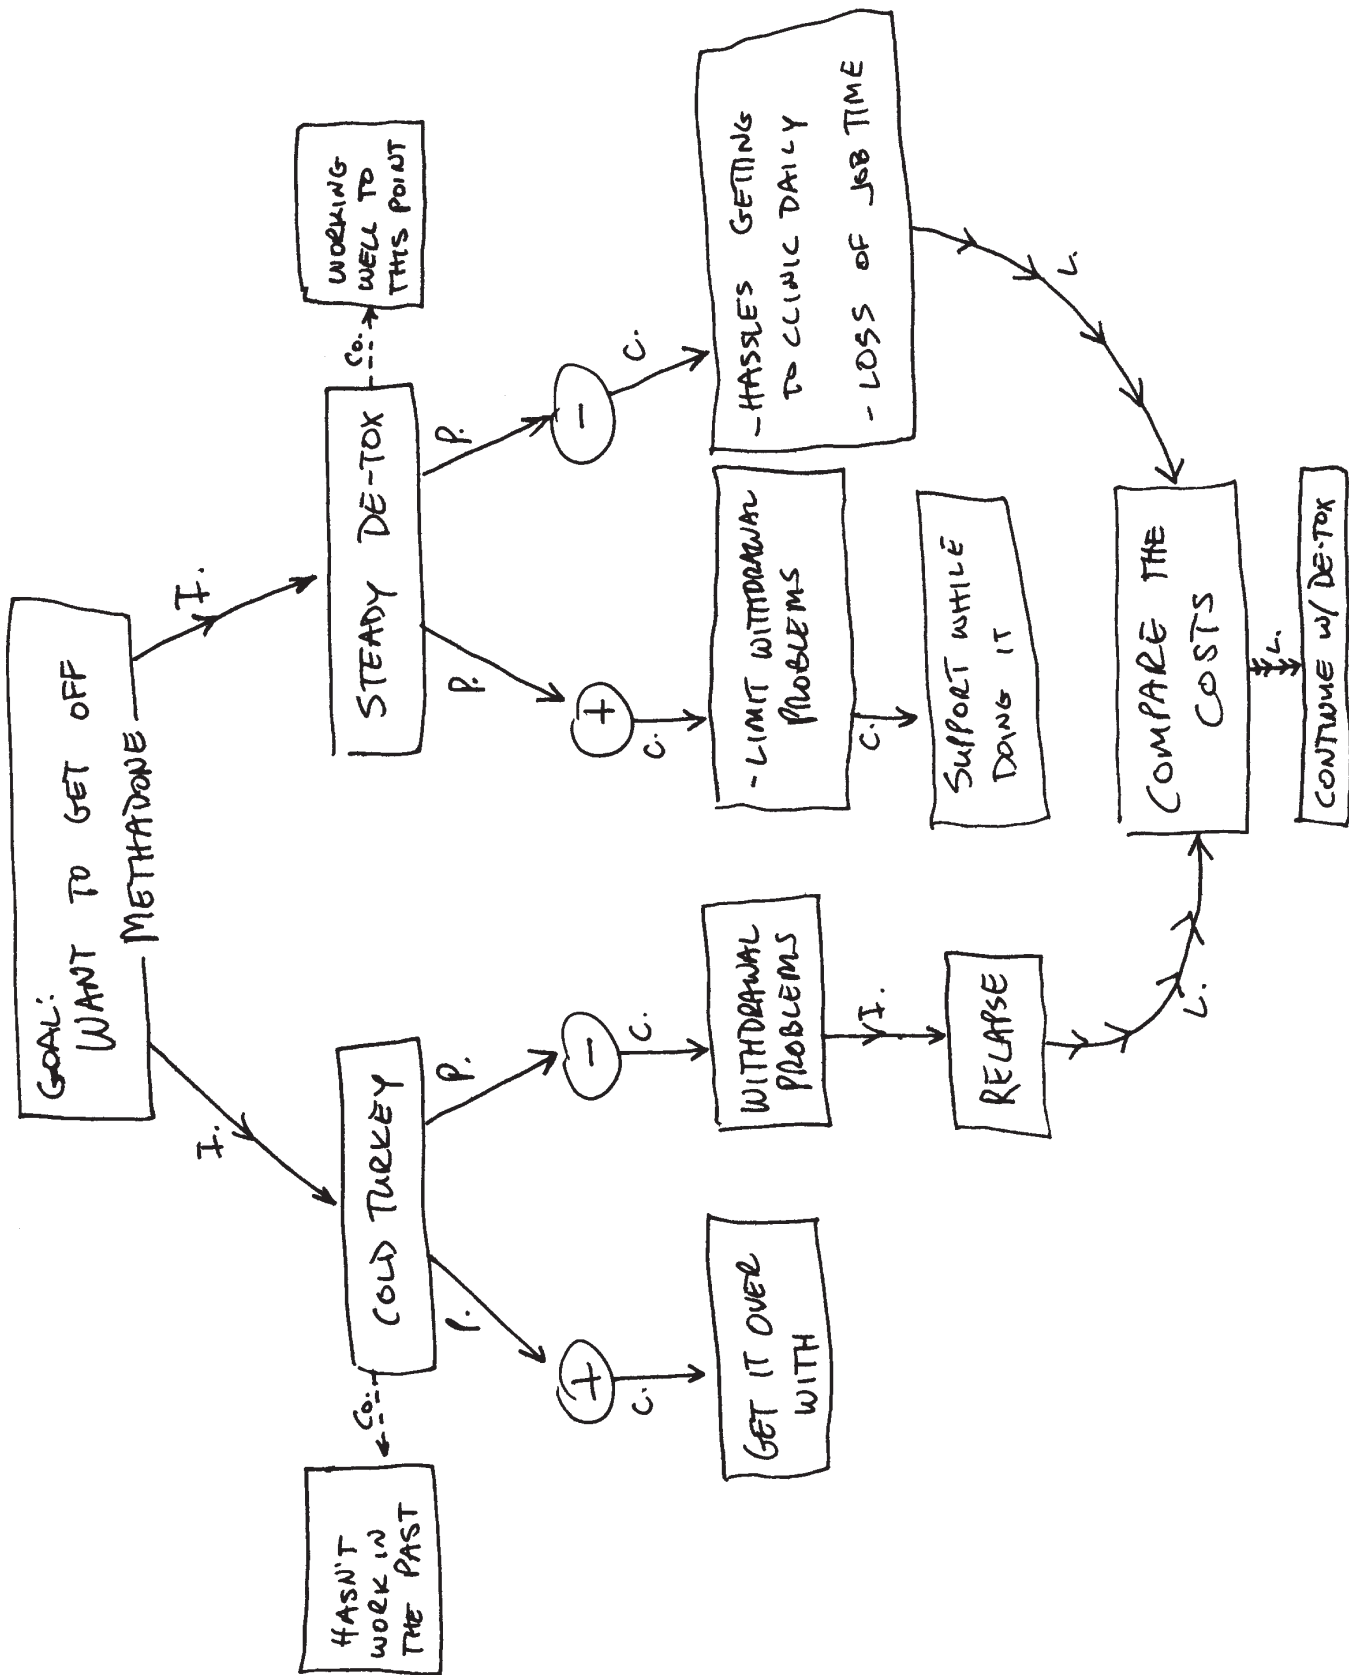 GOAL:
WANT TO GET OFF
METHADONE
I.
I.
HASN'T
WORK IN
THE PAST
Co.
COLD TURKEY
STEADY DE-TOX
Co.
WORKING
WELL TO
THIS POINT
P.
P.
P.
P.
+
-
+
-
C.
C.
C.
C.
GET IT OVER
WITH
WITHDRAWAL
PROBLEMS
- LIMIT WITHDRAWAL
PROBLEMS
- HASSLES GETTING
TO CLINIC DAILY
- LOSS OF JOB TIME
I.
C.
RELAPSE
SUPPORT WHILE
DOING IT
L.
L.
COMPARE THE
COSTS
L.
CONTINUE W/ DE-TOX